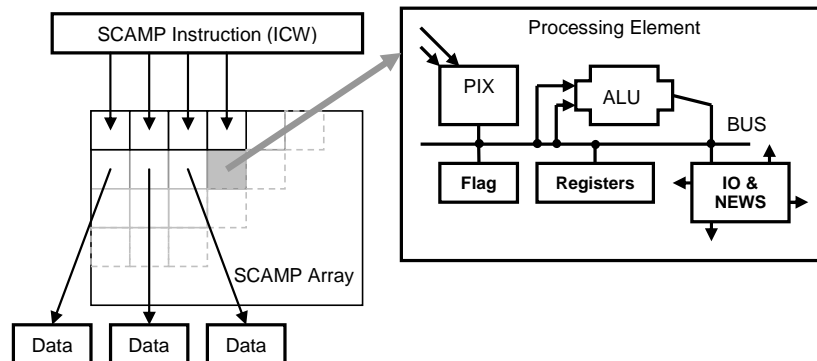 SCAMP Instruction (ICW)
SCAMP Array
Data
Data
Data
Processing Element
PIX
ALU
BUS
Flag
Registers
IO &
NEWS